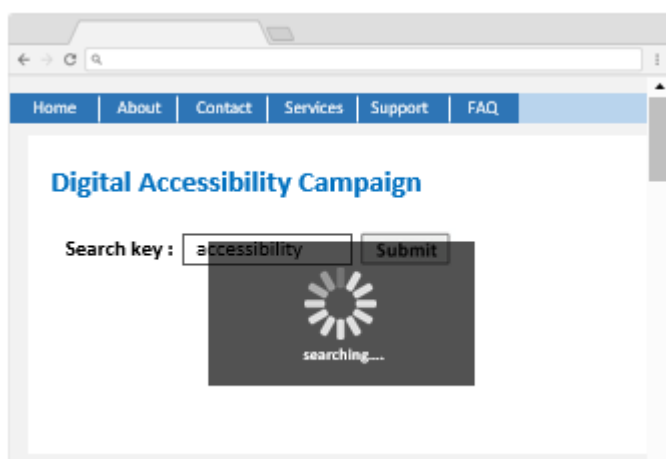 Home About Contact Services Support FAQ
Digital Accessibility Campaign
Search key : accessibility Submit
searching....